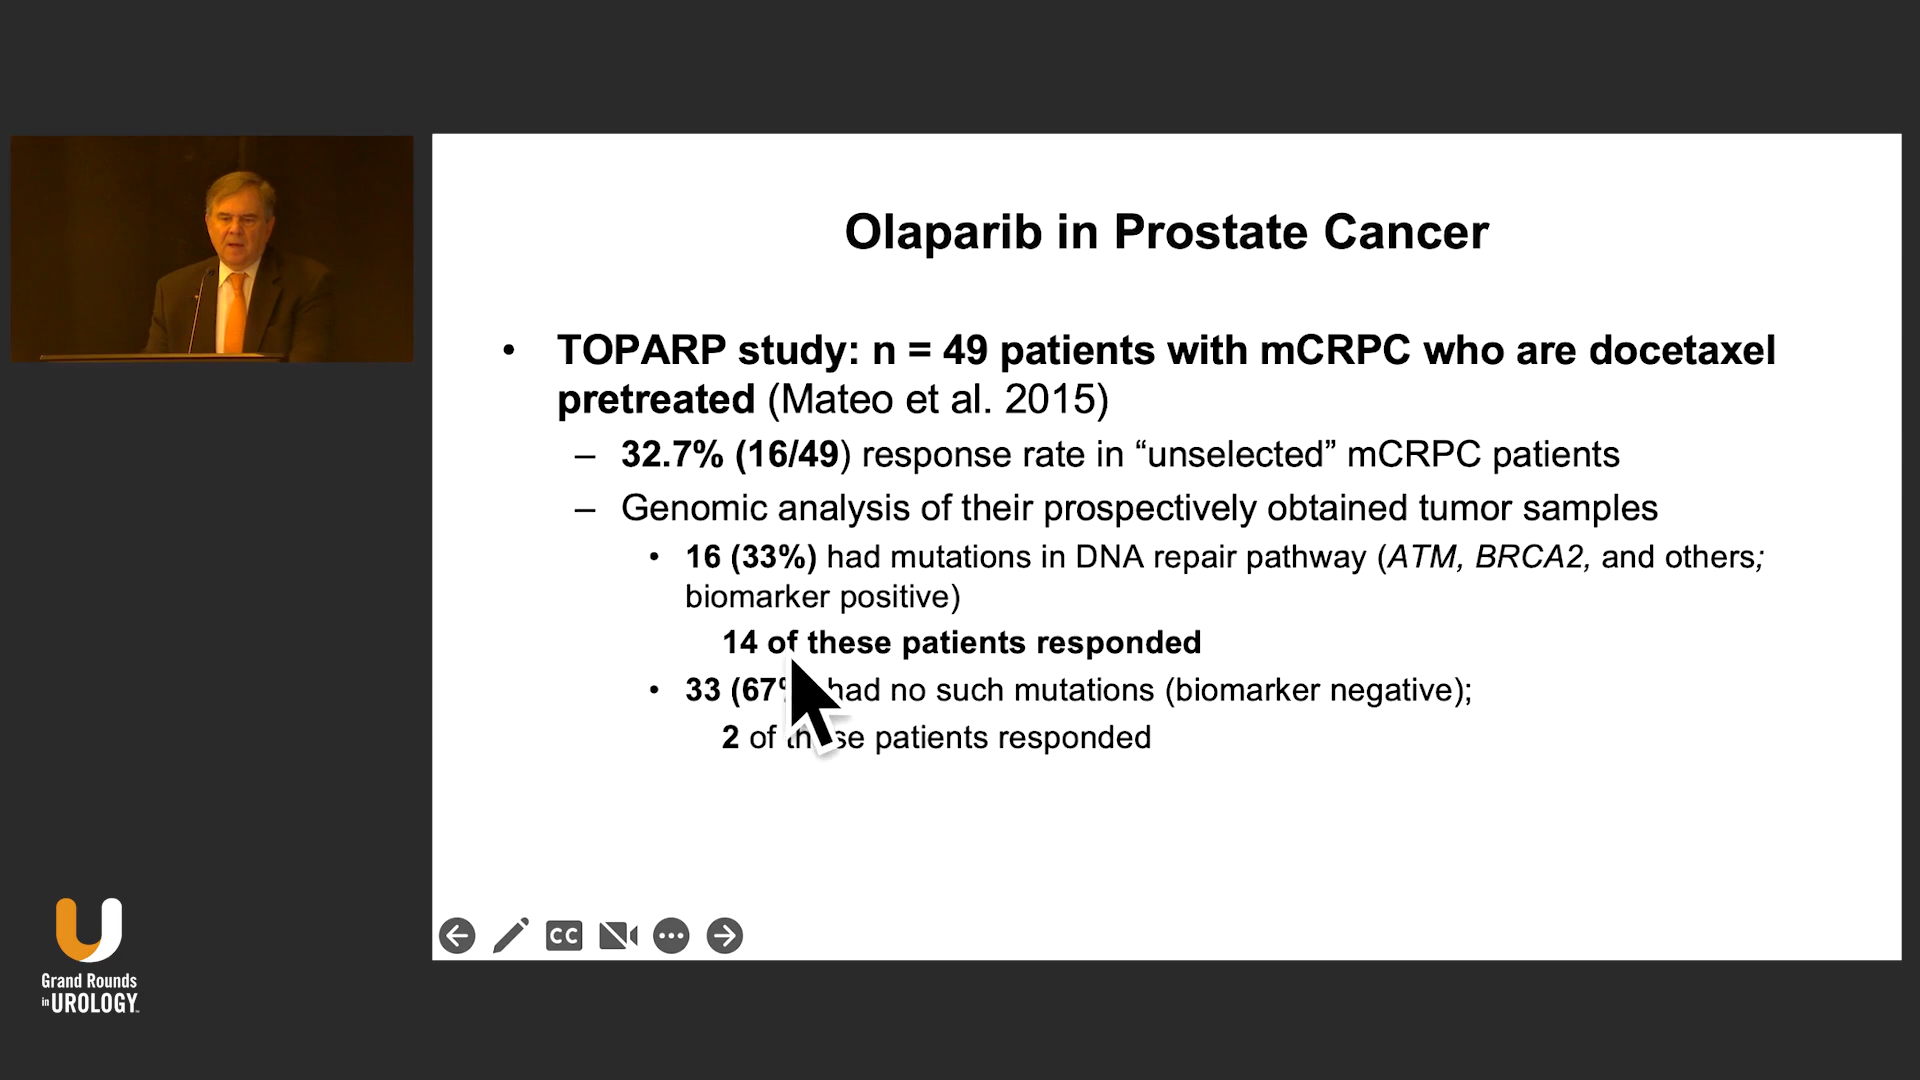 Olaparib in Prostate Cancer
• TOPARP study: n = 49 patients with mCRPC who are docetaxel
pretreated (Mateo et al. 2015)
– 32.7% (16/49) response rate in “unselected” mCRPC patients
– Genomic analysis of their prospectively obtained tumor samples
• 16 (33%) had mutations in DNA repair pathway (ATM, BRCA2, and others;
biomarker positive)
14 of these patients responded
• 33 (67% had no such mutations (biomarker negative);
2 of these patients responded
CC
Grand Rounds
in UROLOGY